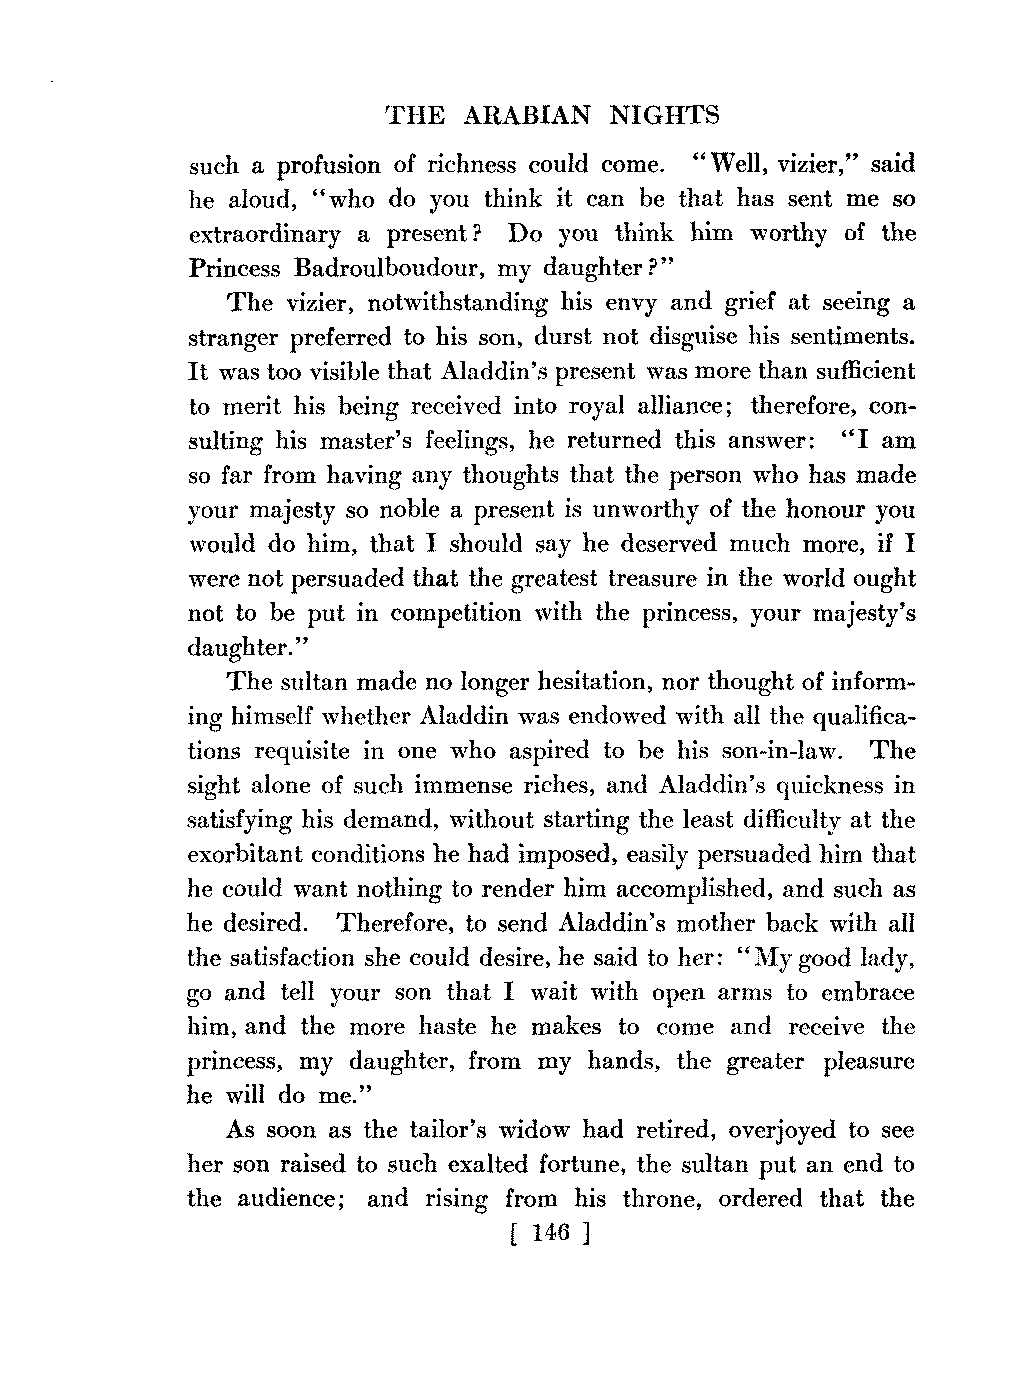 THE ARABIAN NIGHTS
such a profusion of richness could come. "Well, vizier," said
he aloud, "who do you think it can be that has sent me so
extraordinary a present? Do you think him worthy of the
Princess Badroulboudour, my daughter?"
The vizier, notwithstanding his envy and grief at seeing a
stranger preferred to his son, durst not disguise his sentiments.
It was too visible that Aladdin's present was more than sufficient
to merit his being received into royal alliance; therefore, con-
sulting his master's feelings, he returned this answer: "I am
so far from having any thoughts that the person who has made
your majesty so noble a present is unworthy of the honour you
would do him, that I should say he deserved much more, if I
were not persuaded that the greatest treasure in the world ought
not to be put in competition with the princess, your majesty's
daughter."
The sultan made no longer hesitation, nor thought of inform-
ing himself whether Aladdin was endowed with all the qualifica-
tions requisite in one who aspired to be his son-in-law. The
sight alone of such immense riches, and Aladdin's quickness in
satisfying his demand, without starting the least difficulty at the
exorbitant conditions he had imposed, easily persuaded him that
he could want nothing to render him accomplished, and such as
he desired. Therefore, to send Aladdin's mother back with all
the satisfaction she could desire, he said to her: "My good lady,
go and tell your son that I wait with open arms to embrace
him, and the more haste he makes to come and receive the
princess, my daughter, from my hands, the greater pleasure
he will do me."
As soon as the tailor's widow had retired, overjoyed to see
her son raised to such exalted fortune, the sultan put an end to
the audience; and rising from his throne, ordered that the
[ 146 ]